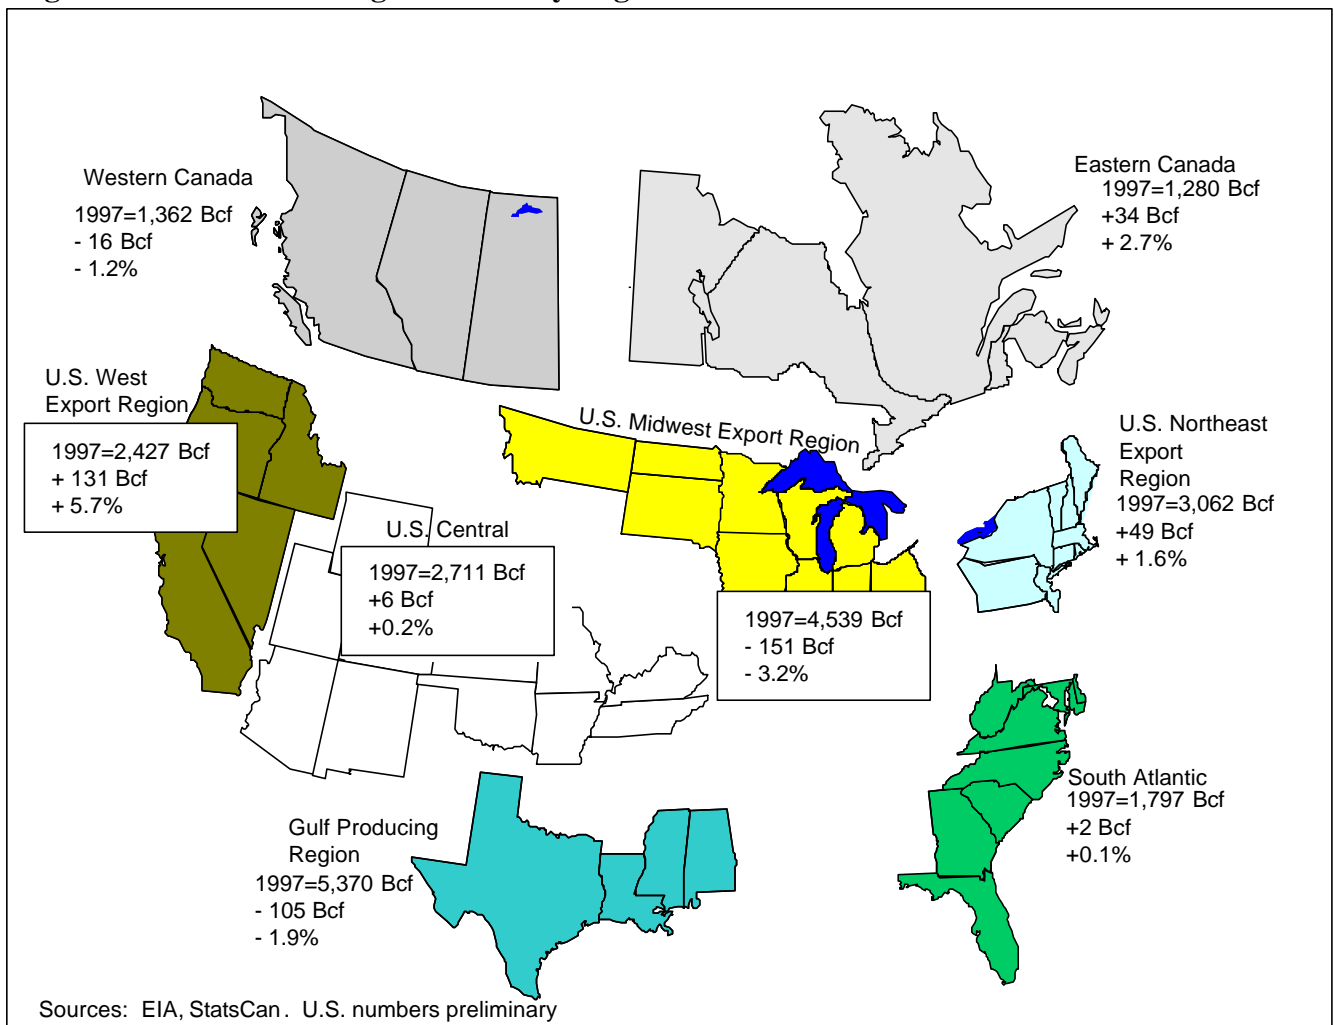 Western Canada
1997=1,362 Bcf
- 16 Bcf
- 1.2%
Eastern Canada
1997=1,280 Bcf
+34 Bcf
+ 2.7%
U.S. West
Export Region
1997=2,427 Bcf
+ 131 Bcf
+ 5.7%
U.S. Midwest Export Region
1997=4,539 Bcf
- 151 Bcf
- 3.2%
U.S. Northeast
Export
Region
1997=3,062 Bcf
+49 Bcf
+ 1.6%
U.S. Central
1997=2,711 Bcf
+6 Bcf
+0.2%
South Atlantic
1997=1,797 Bcf
+2 Bcf
+0.1%
Gulf Producing
Region
1997=5,370 Bcf
- 105 Bcf
- 1.9%
Sources: EIA, StatsCan. U.S. numbers preliminary